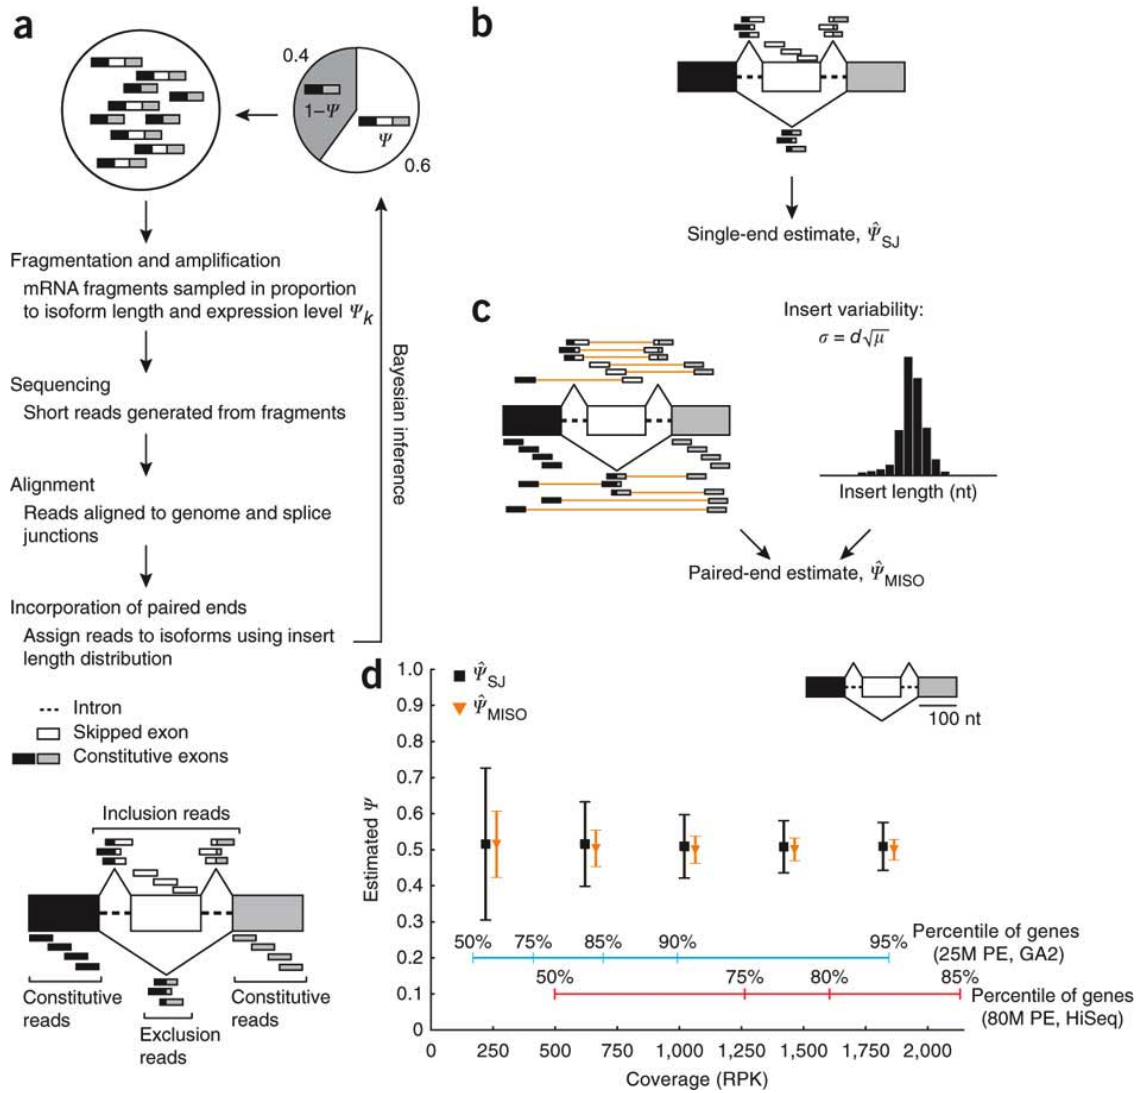 a
0.4
1–Ψ
Ψ
0.6
Fragmentation and amplification
mRNA fragments sampled in proportion
to isoform length and expression level Ψk
Sequencing
Short reads generated from fragments
Alignment
Reads aligned to genome and splice
junctions
Incorporation of paired ends
Assign reads to isoforms using insert
length distribution
Bayesian inference
Intron
Skipped exon
Constitutive exons
Inclusion reads
Constitutive
reads
Exclusion
reads
Constitutive
reads
b
Single-end estimate, Ψ̂SJ
c
Insert variability:
σ = d√μ
Insert length (nt)
Paired-end estimate, Ψ̂MISO
d
Ψ̂SJ
Ψ̂MISO
100 nt
Estimated Ψ
1.0
0.9
0.8
0.7
0.6
0.5
0.4
0.3
0.2
0.1
0
50% 75% 85% 90% 95%
Percentile of genes
(25M PE, GA2)
50% 75% 80% 85%
Percentile of genes
(80M PE, HiSeq)
0 250 500 750 1,000 1,250 1,500 1,750 2,000
Coverage (RPK)